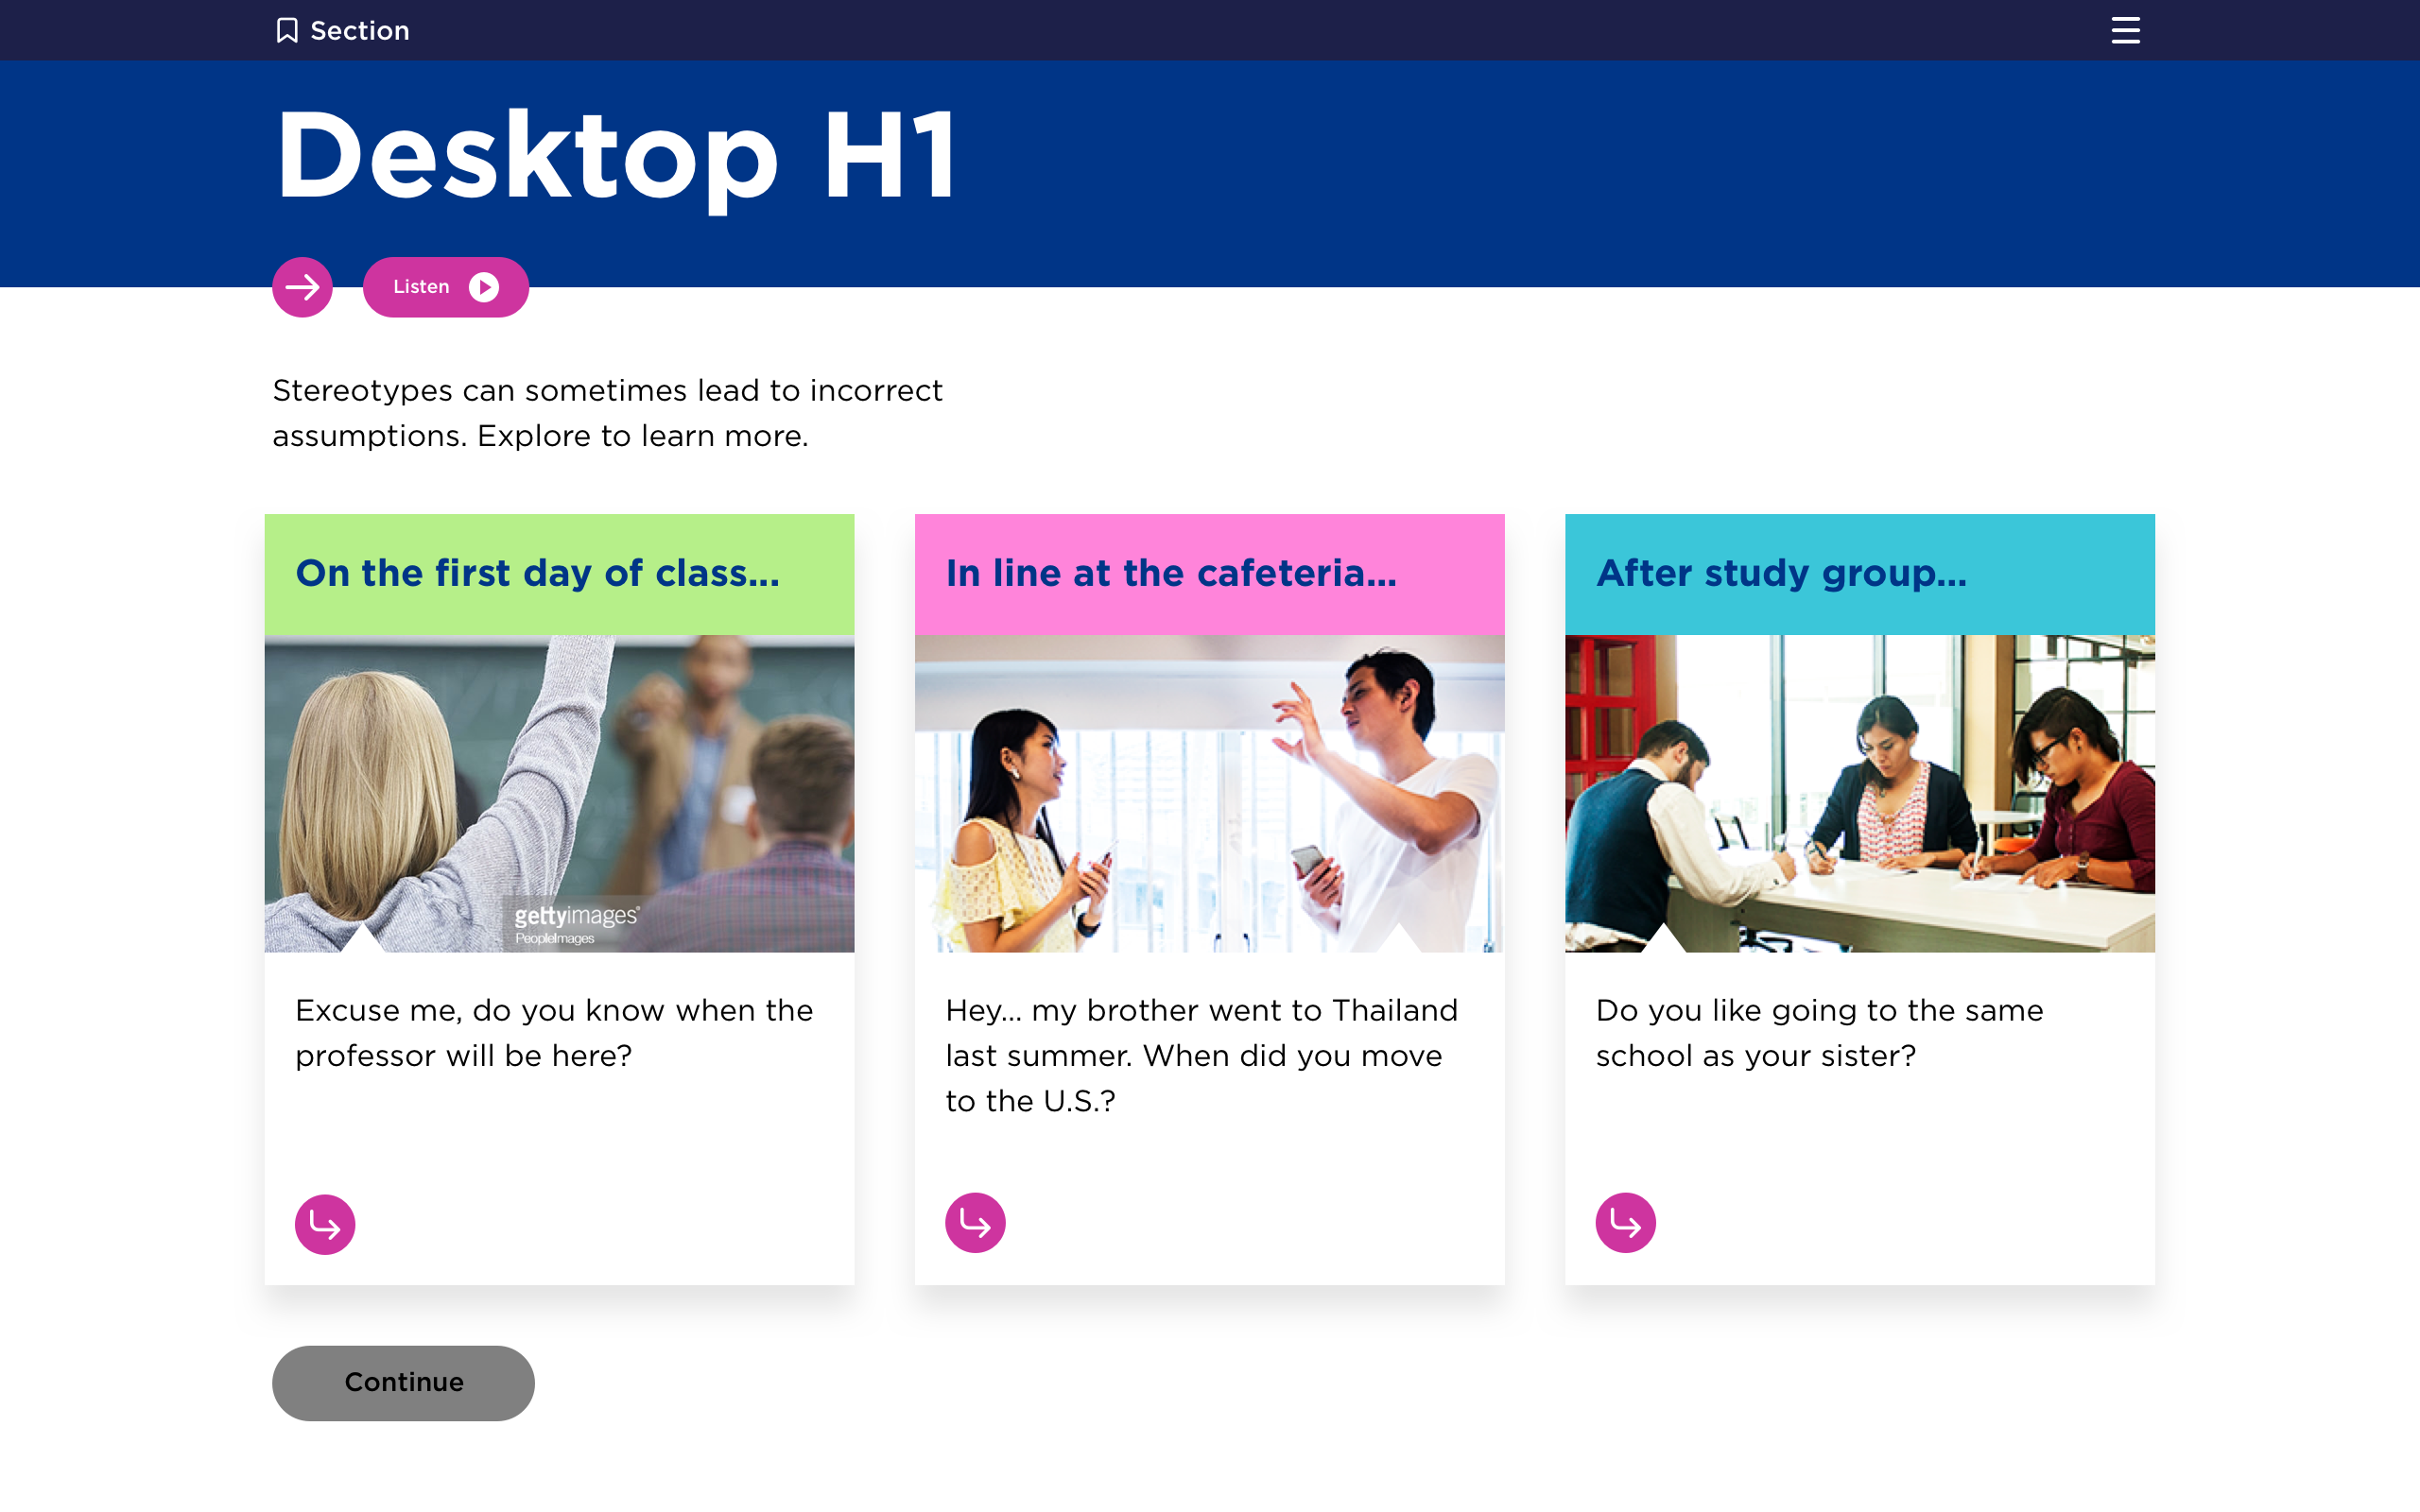 Section
Desktop H1
Listen
Stereotypes can sometimes lead to incorrect
assumptions. Explore to learn more.
On the first day of class...
gettyimages®
PeopleImages
Excuse me, do you know when the
professor will be here?
In line at the cafeteria...
Hey... my brother went to Thailand
last summer. When did you move
to the U.S.?
After study group...
Do you like going to the same
school as your sister?
Continue